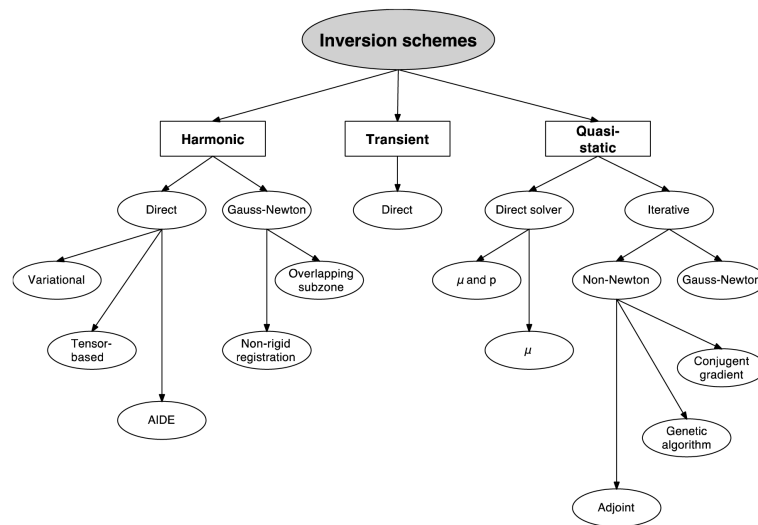 Inversion schemes
Harmonic
Transient
Quasi-
static
Direct
Gauss-Newton
Direct
Direct solver
Iterative
Variational
Overlapping
subzone
μ and p
Non-Newton
Gauss-Newton
Tensor-
based
Non-rigid
registration
μ
Conjugent
gradient
AIDE
Genetic
algorithm
Adjoint